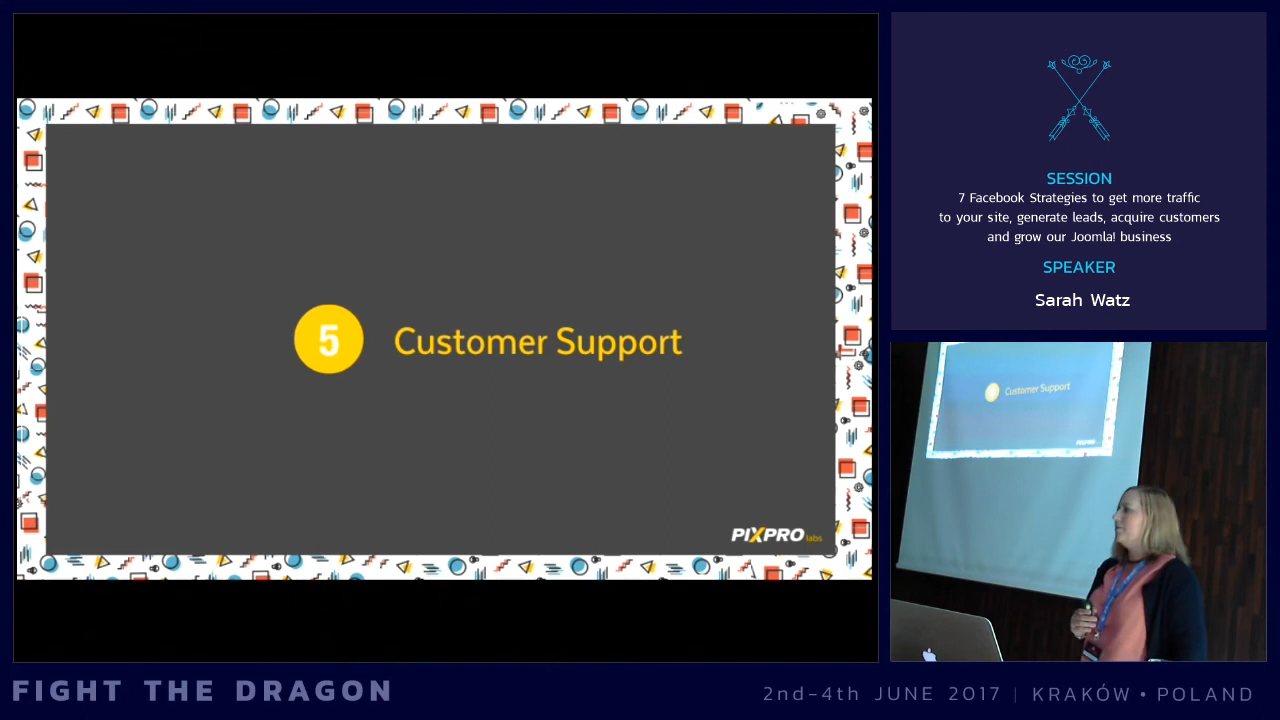 5 Customer Support
PIXPRO labs
SESSION
7 Facebook Strategies to get more traffic
to your site, generate leads, acquire customers
and grow our Joomla! business
SPEAKER
Sarah Watz
Customer Support
PIXPRO
FIGHT THE DRAGON
2nd-4th JUNE 2017 | KRAKÓW • POLAND